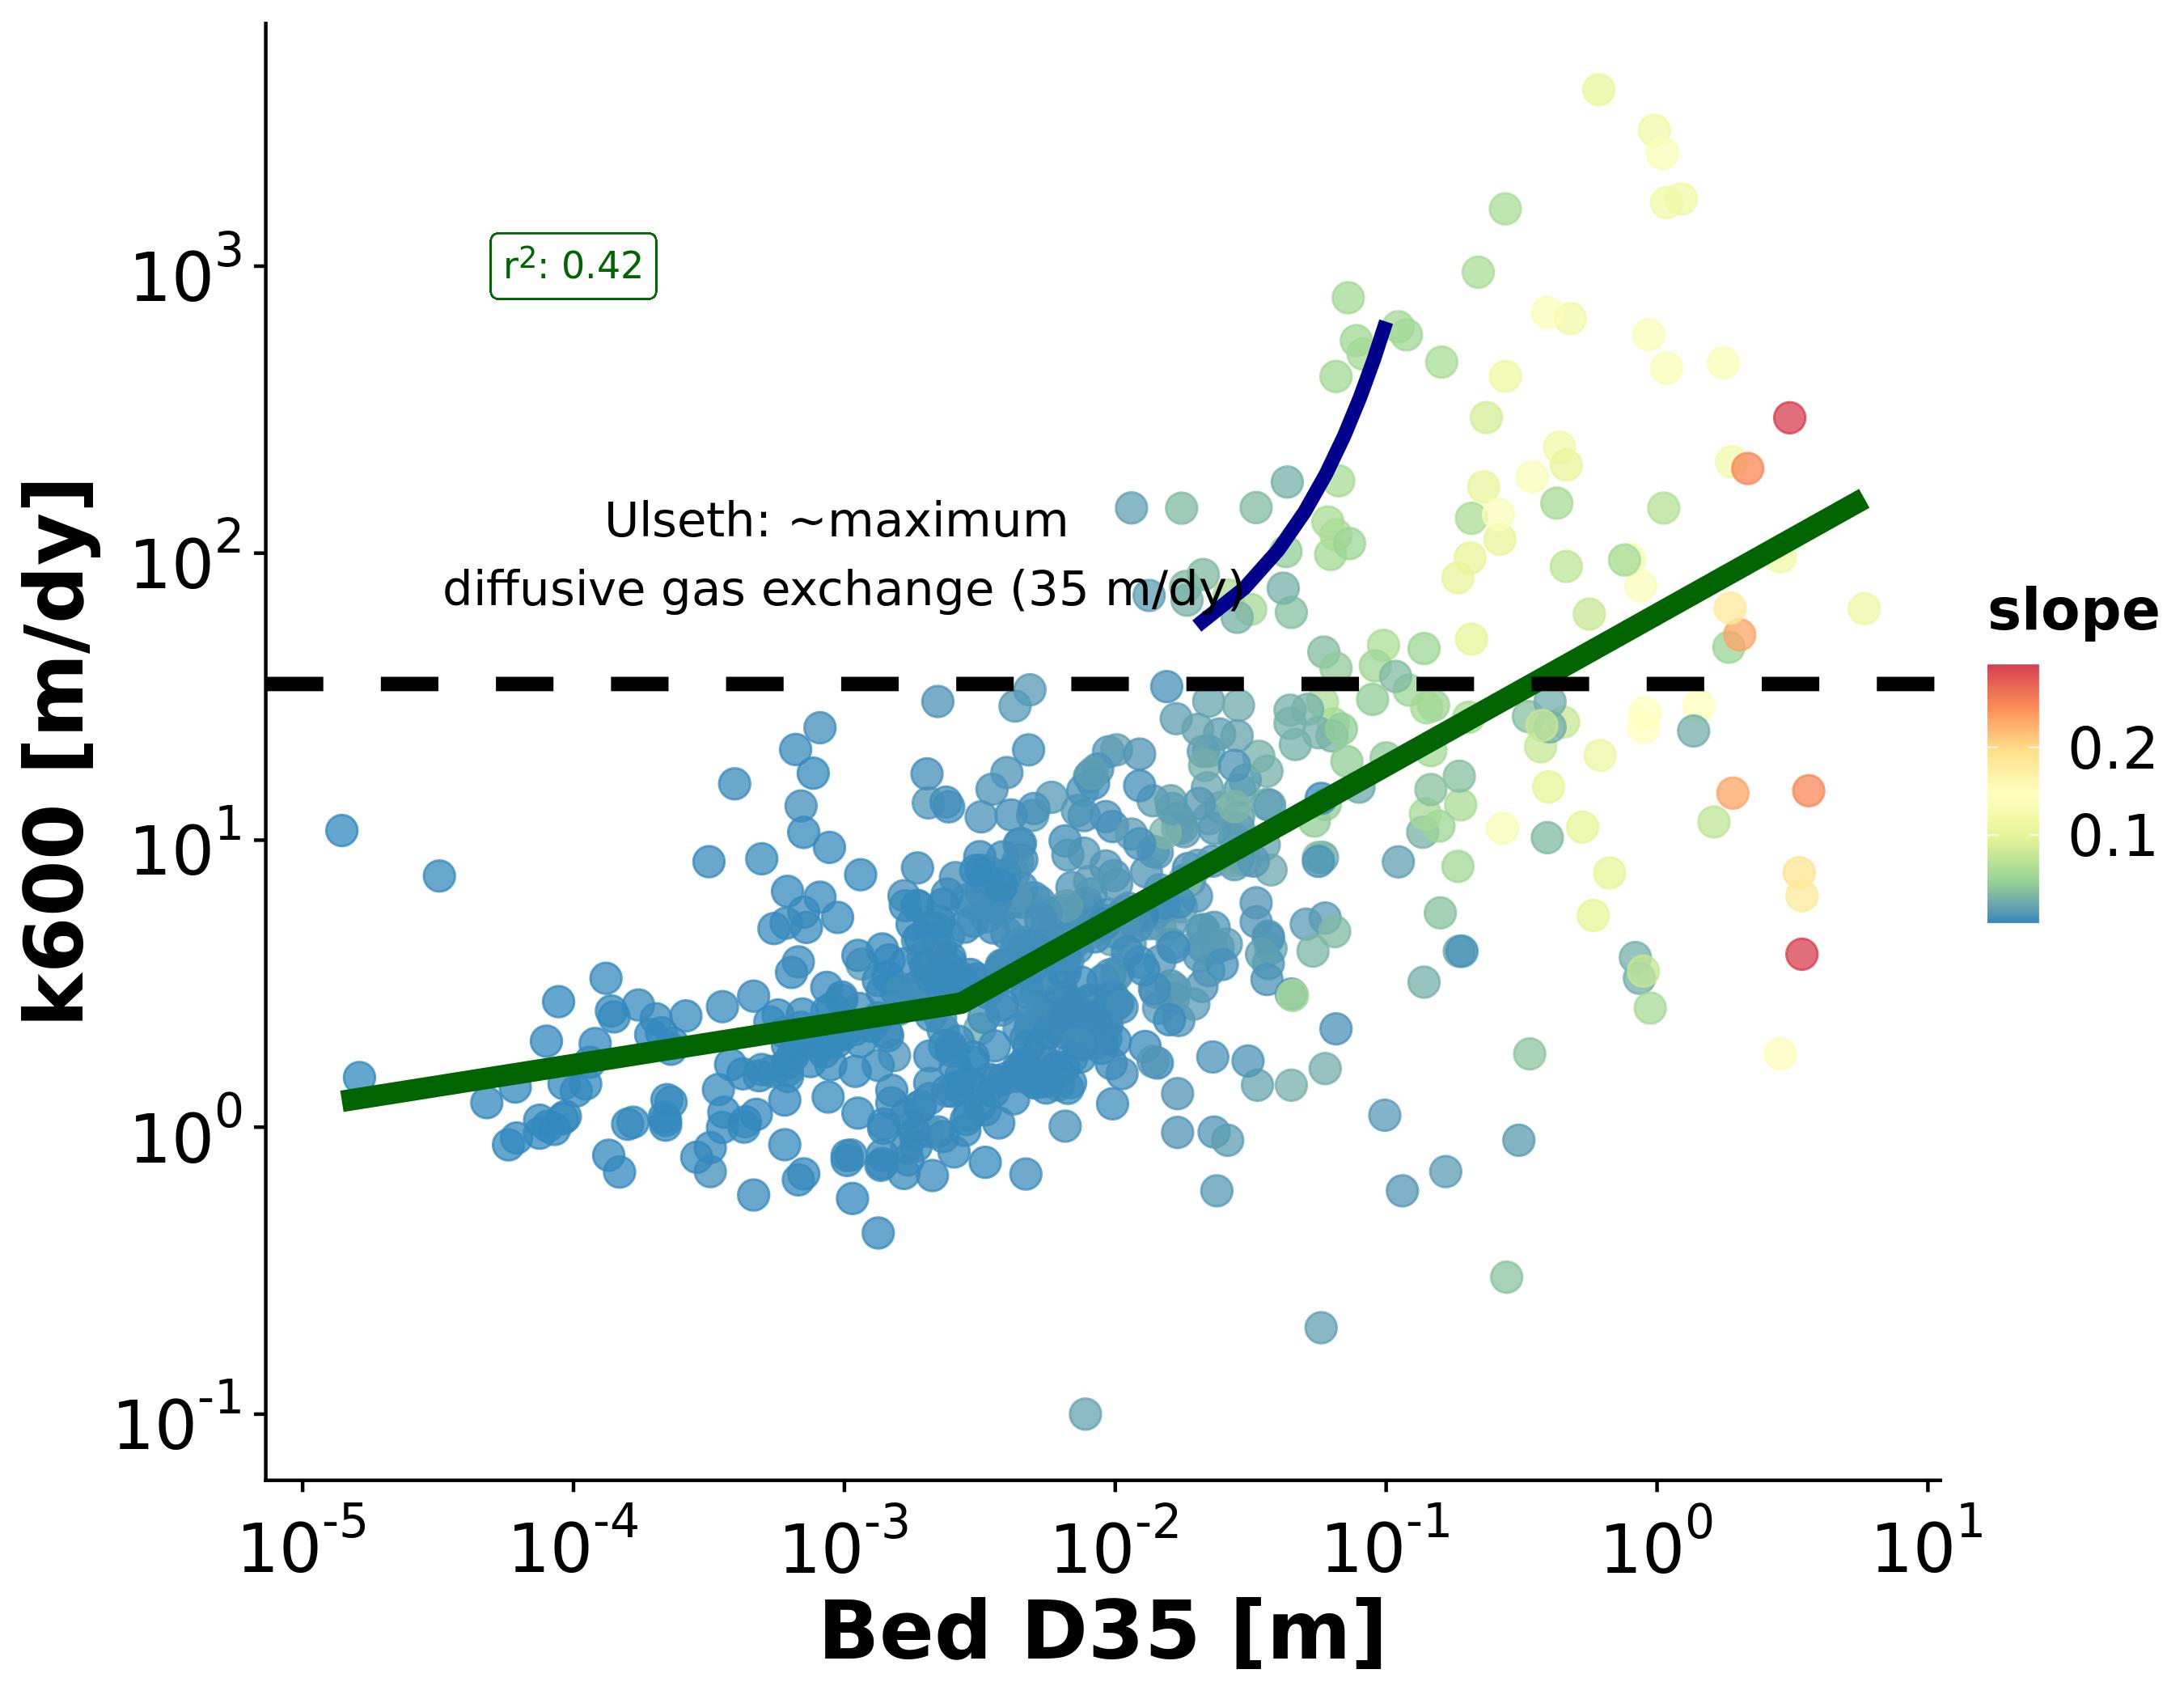 k600 [m/dy]
10³
10²
10¹
10⁰
10⁻¹
r²: 0.42
Ulseth: ~maximum
diffusive gas exchange (35 m/dy)
slope
0.2
0.1
10⁻⁵ 10⁻⁴ 10⁻³ 10⁻² 10⁻¹ 10⁰ 10¹
Bed D35 [m]